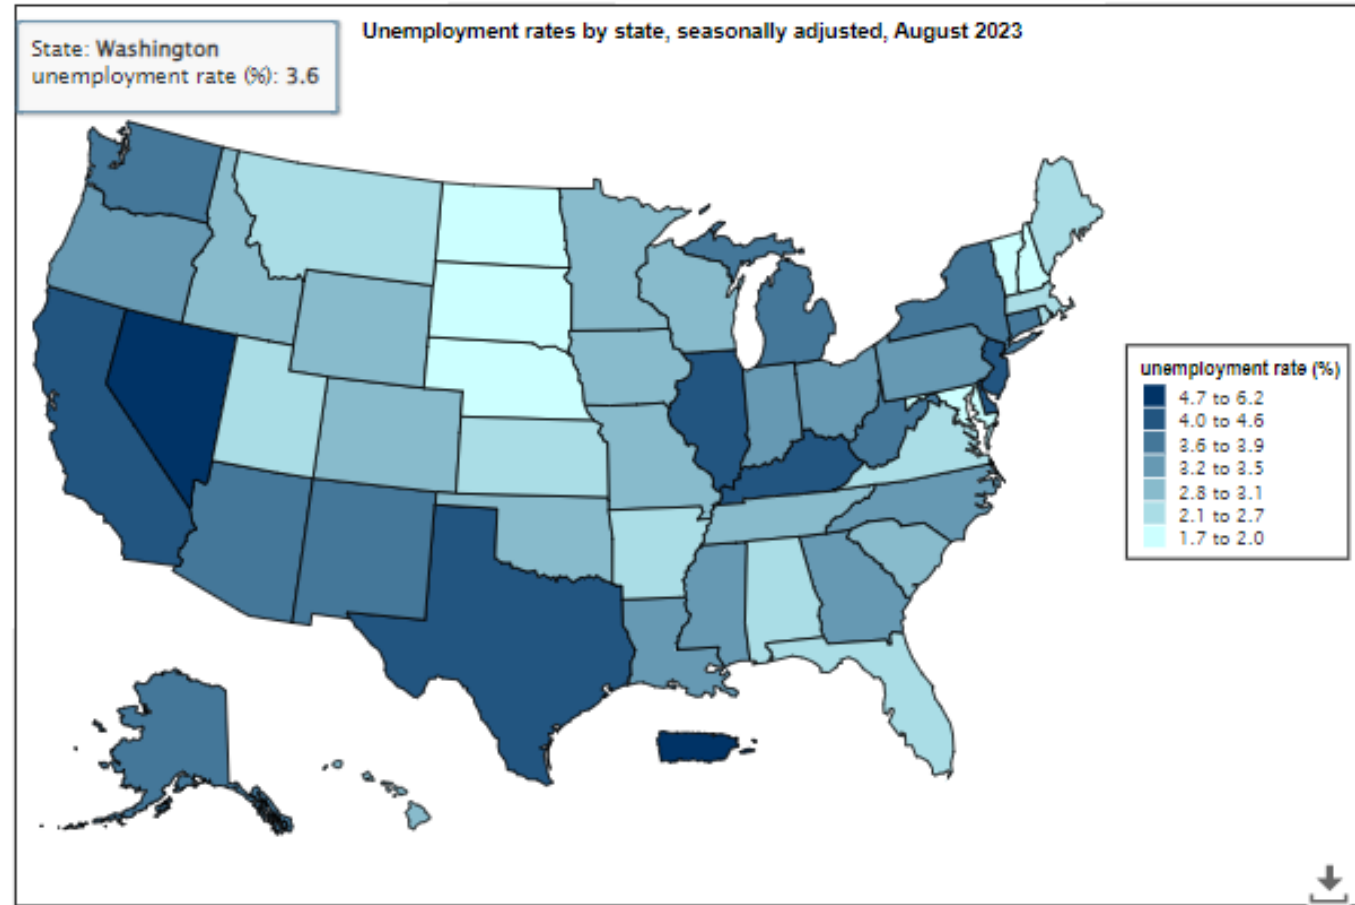 Unemployment rates by state, seasonally adjusted, August 2023
State: Washington
unemployment rate (%): 3.6
unemployment rate (%)
4.7 to 6.2
4.0 to 4.6
3.6 to 3.9
3.2 to 3.5
2.8 to 3.1
2.1 to 2.7
1.7 to 2.0